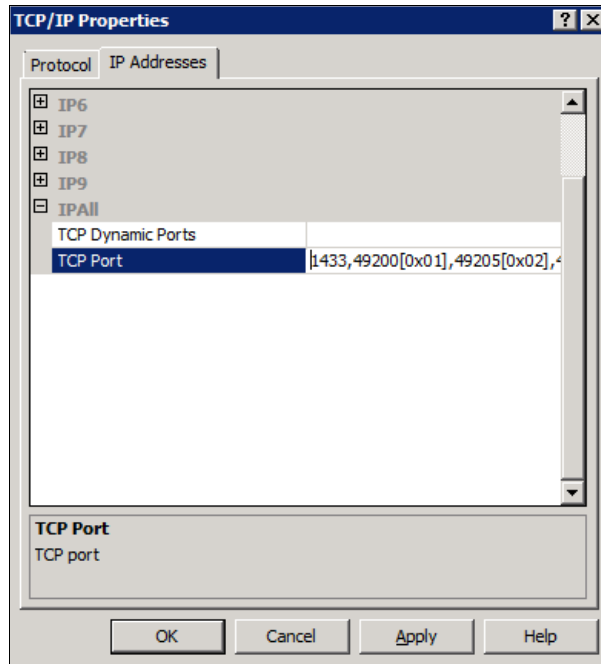 TCP/IP Properties
Protocol IP Addresses
IP6
IP7
IP8
IP9
IPAll
TCP Dynamic Ports
TCP Port 1433,49200[0x01],49205[0x02],4
TCP Port
TCP port
OK Cancel Apply Help